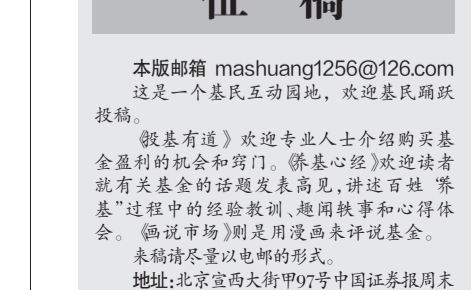 征 稿
本版邮箱 mashuang1256@126.com
这是一个基民互动园地，欢迎基民踊跃
投稿。
《投基有道》欢迎专业人士介绍购买基
金盈利的机会和窍门。《养基心经》欢迎读者
就有关基金的话题发表高见，讲述百姓“养
基”过程中的经验教训、趣闻轶事和心得体
会。《画说市场》则是用漫画来评说基金。
来稿请尽量以电邮的形式。
地址：北京宣西大街甲97号中国证券报周末